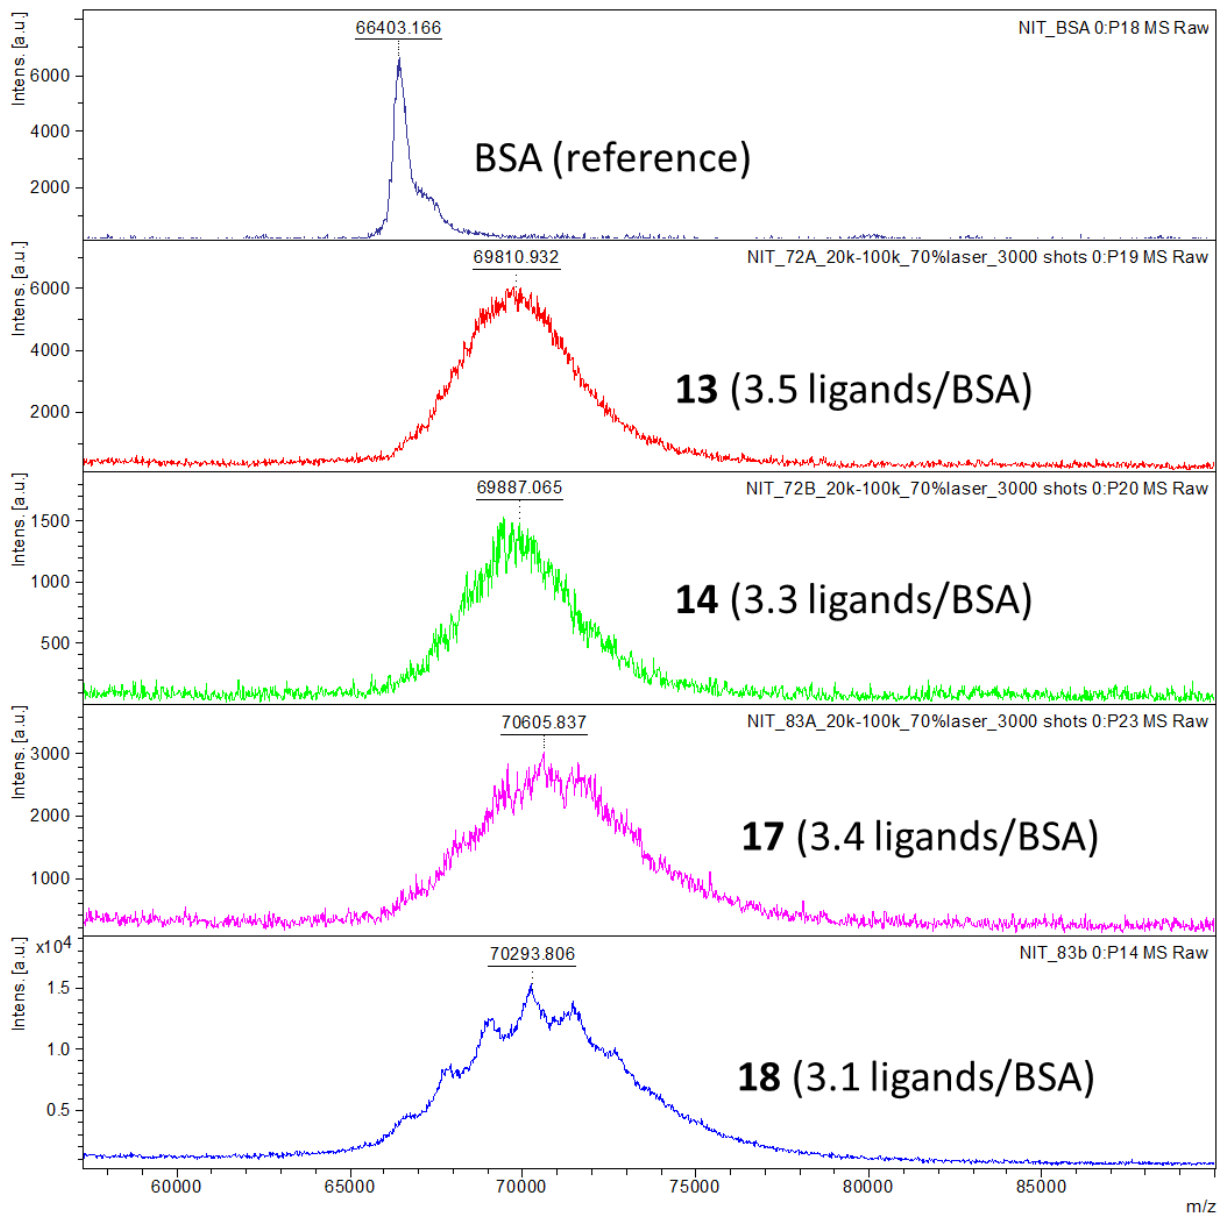 66403.166
NIT_BSA 0:P18 MS Raw
Intens. [a.u.]
6000
4000
2000
BSA (reference)
69810.932
NIT_72A_20k-100k_70%laser_3000 shots 0:P19 MS Raw
Intens. [a.u.]
6000
4000
2000
13 (3.5 ligands/BSA)
69887.065
NIT_72B_20k-100k_70%laser_3000 shots 0:P20 MS Raw
Intens. [a.u.]
1500
1000
500
14 (3.3 ligands/BSA)
70605.837
NIT_83A_20k-100k_70%laser_3000 shots 0:P23 MS Raw
Intens. [a.u.]
3000
2000
1000
17 (3.4 ligands/BSA)
70293.806
NIT_83b 0:P14 MS Raw
Intens. [a.u.]
x10^4
1.5
1.0
0.5
18 (3.1 ligands/BSA)
60000 65000 70000 75000 80000 85000
m/z